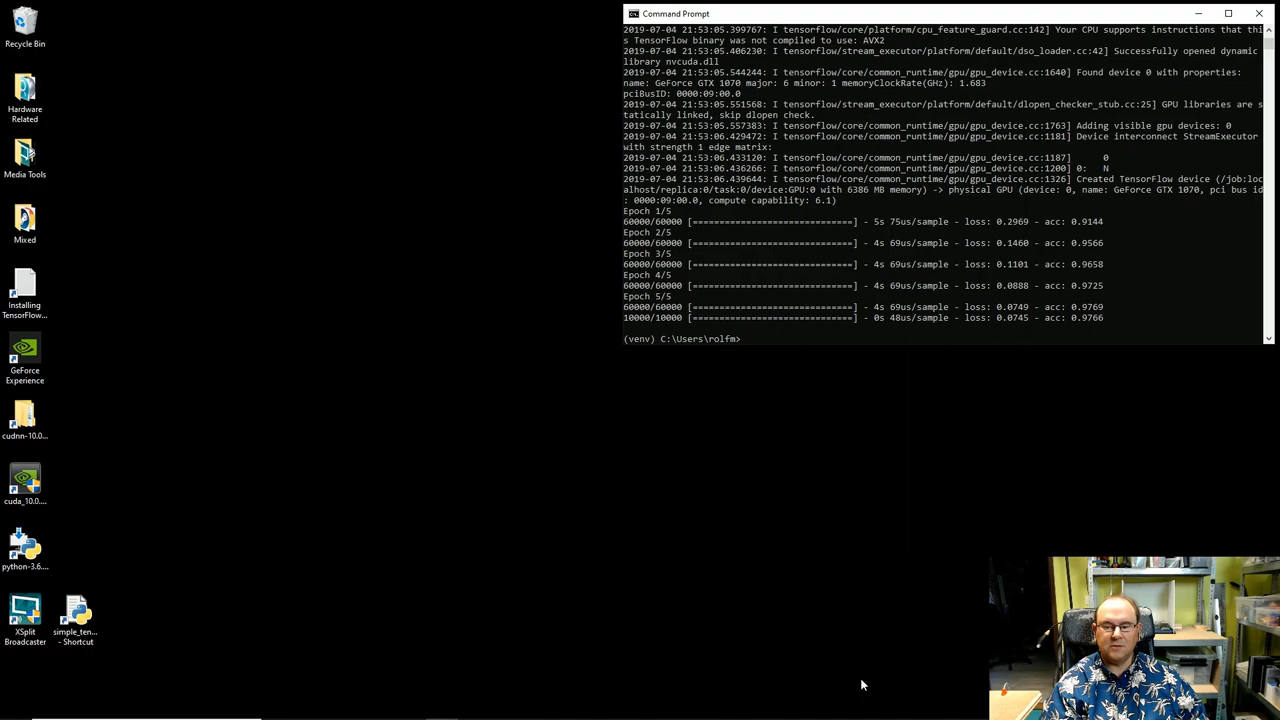 Recycle Bin
Hardware
Related
Media Tools
Mixed
Installing
TensorFlow...
GeForce
Experience
cudnn-10.0...
cuda_10.0....
python-3.6....
XSplit
Broadcaster
simple_ten...
- Shortcut
Command Prompt
2019-07-04 21:53:05.399767: I tensorflow/core/platform/cpu_feature_guard.cc:142] Your CPU supports instructions that thi
s TensorFlow binary was not compiled to use: AVX2
2019-07-04 21:53:05.406230: I tensorflow/stream_executor/platform/default/dso_loader.cc:42] Successfully opened dynamic
library nvcuda.dll
2019-07-04 21:53:05.544244: I tensorflow/core/common_runtime/gpu/gpu_device.cc:1640] Found device 0 with properties:
name: GeForce GTX 1070 major: 6 minor: 1 memoryClockRate(GHz): 1.683
pciBusID: 0000:09:00.0
2019-07-04 21:53:05.551568: I tensorflow/stream_executor/platform/default/dlopen_checker_stub.cc:25] GPU libraries are s
tatically linked, skip dlopen check.
2019-07-04 21:53:05.557383: I tensorflow/core/common_runtime/gpu/gpu_device.cc:1763] Adding visible gpu devices: 0
2019-07-04 21:53:06.429472: I tensorflow/core/common_runtime/gpu/gpu_device.cc:1181] Device interconnect StreamExecutor
with strength 1 edge matrix:
2019-07-04 21:53:06.433120: I tensorflow/core/common_runtime/gpu/gpu_device.cc:1187]      0
2019-07-04 21:53:06.436266: I tensorflow/core/common_runtime/gpu/gpu_device.cc:1200] 0:   N
2019-07-04 21:53:06.439644: I tensorflow/core/common_runtime/gpu/gpu_device.cc:1326] Created TensorFlow device (/job:loc
alhost/replica:0/task:0/device:GPU:0 with 6386 MB memory) -> physical GPU (device: 0, name: GeForce GTX 1070, pci bus id
: 0000:09:00.0, compute capability: 6.1)
Epoch 1/5
60000/60000 [==============================] - 5s 75us/sample - loss: 0.2969 - acc: 0.9144
Epoch 2/5
60000/60000 [==============================] - 4s 69us/sample - loss: 0.1460 - acc: 0.9566
Epoch 3/5
60000/60000 [==============================] - 4s 69us/sample - loss: 0.1101 - acc: 0.9658
Epoch 4/5
60000/60000 [==============================] - 4s 69us/sample - loss: 0.0888 - acc: 0.9725
Epoch 5/5
60000/60000 [==============================] - 4s 69us/sample - loss: 0.0749 - acc: 0.9769
10000/10000 [==============================] - 0s 48us/sample - loss: 0.0745 - acc: 0.9766
(venv) C:\Users\rolfm>